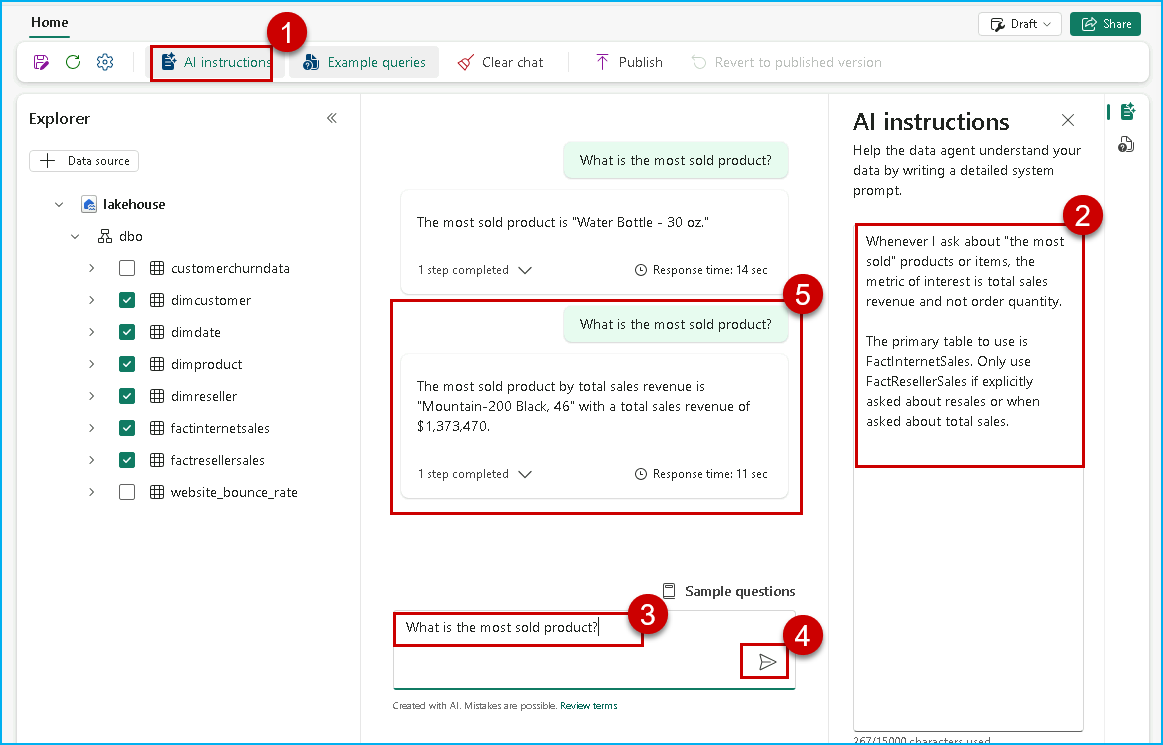 Home
Draft
Share
1
AI instructions
Example queries
Clear chat
Publish
Revert to published version
Explorer
Data source
lakehouse
dbo
customerchurndata
dimcustomer
dimdate
dimproduct
dimreseller
factinternetsales
factresellersales
website_bounce_rate
What is the most sold product?
The most sold product is "Water Bottle - 30 oz."
1 step completed
Response time: 14 sec
5
What is the most sold product?
The most sold product by total sales revenue is
"Mountain-200 Black, 46" with a total sales revenue of
$1,373,470.
1 step completed
Response time: 11 sec
Sample questions
3
What is the most sold product?
4
Created with AI. Mistakes are possible. Review terms
AI instructions
Help the data agent understand your
data by writing a detailed system
prompt.
2
Whenever I ask about "the most
sold" products or items, the
metric of interest is total sales
revenue and not order quantity.
The primary table to use is
FactInternetSales. Only use
FactResellerSales if explicitly
asked about resales or when
asked about total sales.
267/15000 characters used